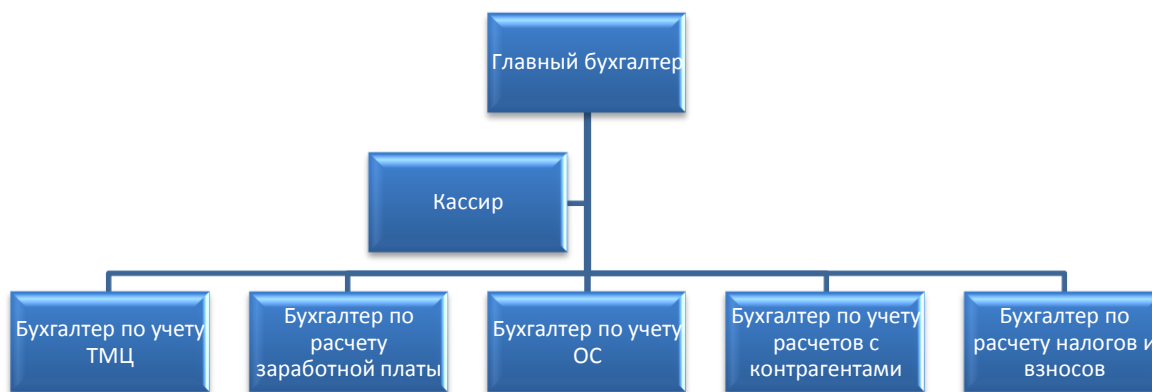 Главный бухгалтер
Кассир
Бухгалтер по учету
ТМЦ
Бухгалтер по
расчету
заработной платы
Бухгалтер по учету
ОС
Бухгалтер по учету
расчетов с
контрагентами
Бухгалтер по
расчету налогов и
взносов